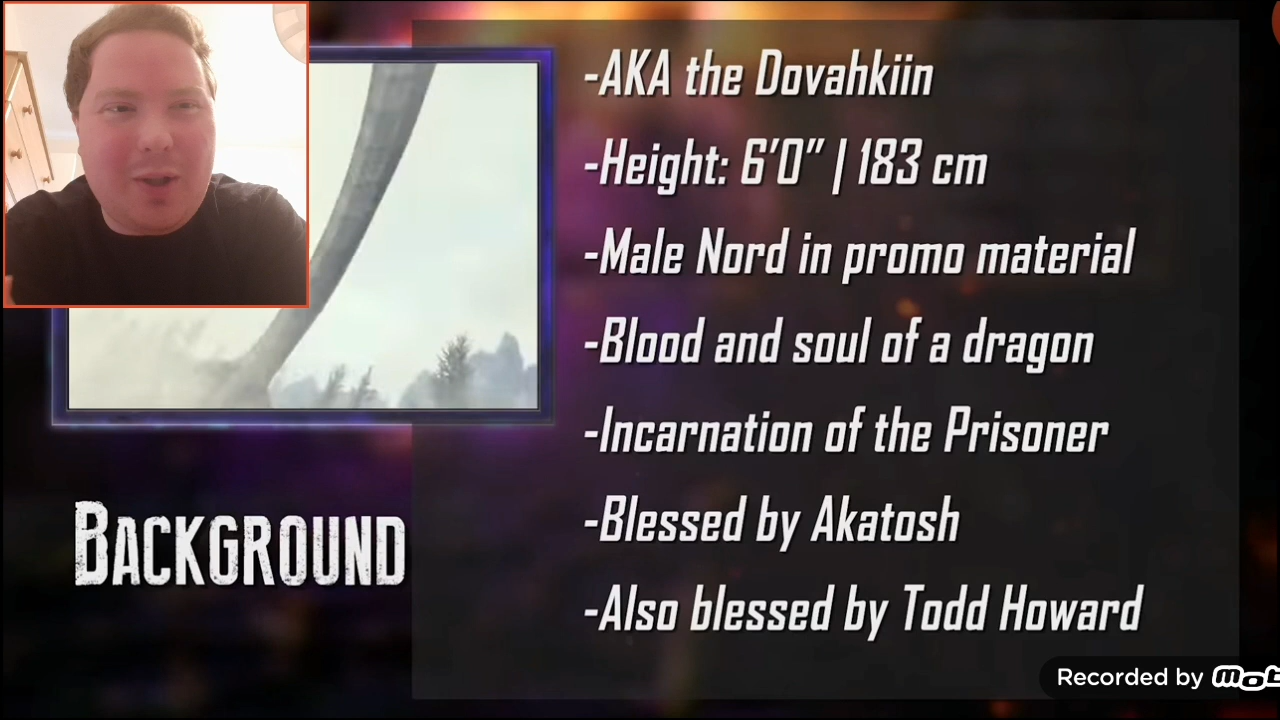 -AKA the Dovahkiin
-Height: 6'0" | 183 cm
-Male Nord in promo material
-Blood and soul of a dragon
-Incarnation of the Prisoner
-Blessed by Akatosh
-Also blessed by Todd Howard
BACKGROUND
Recorded by